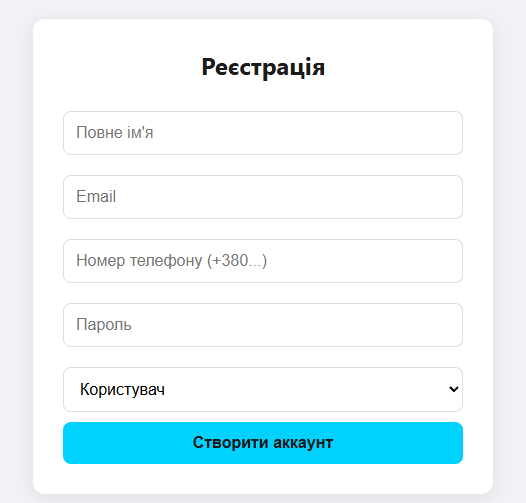 Реєстрація
Повне ім'я
Email
Номер телефону (+380...)
Пароль
Користувач
Створити аккаунт